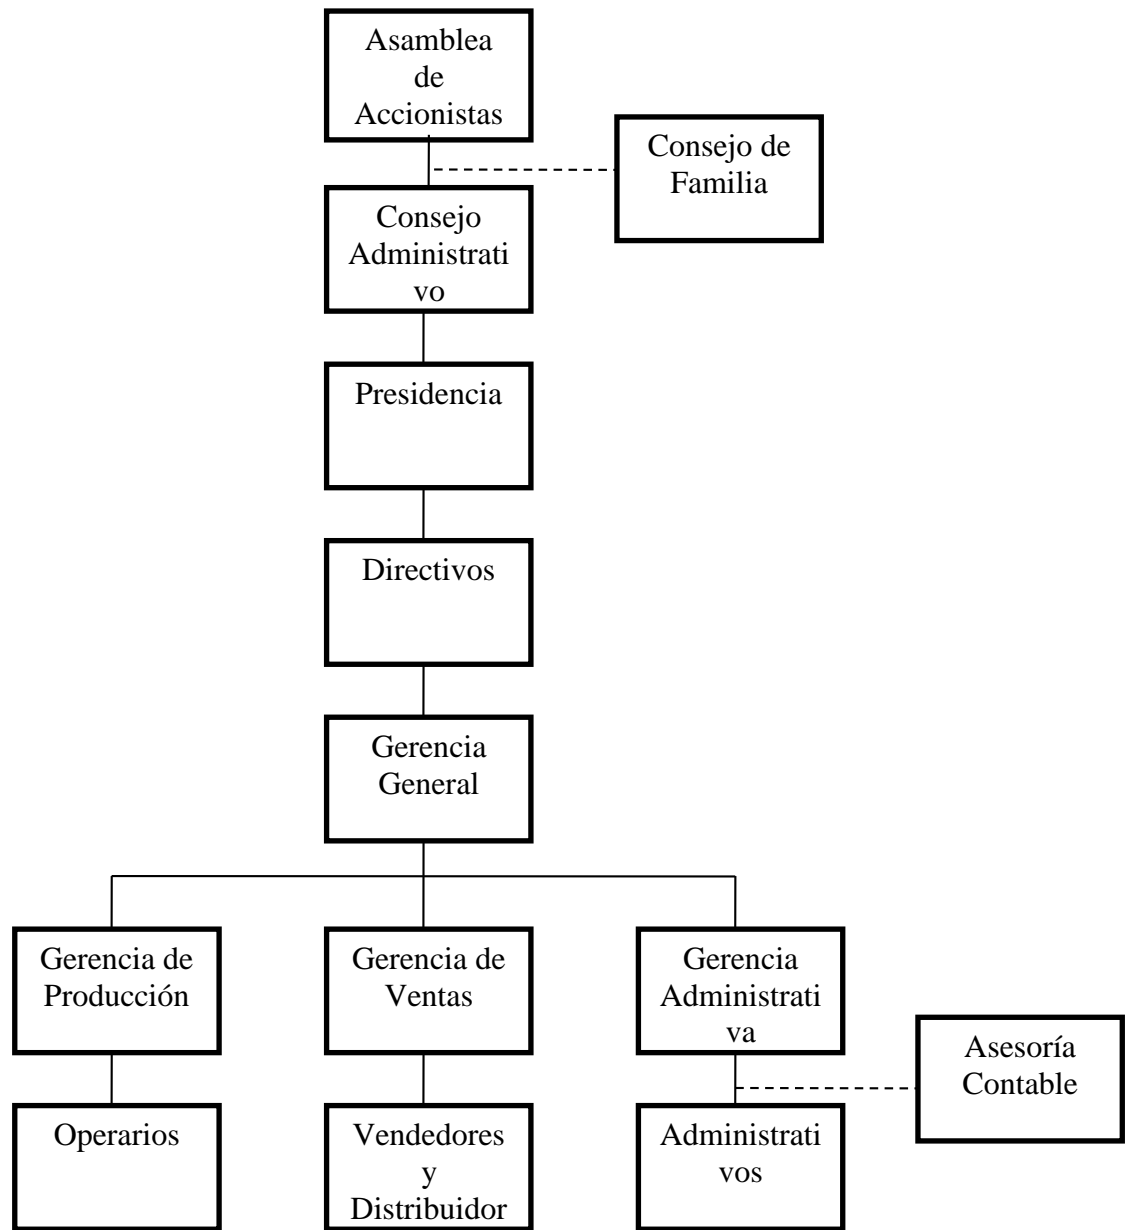 Asamblea
de
Accionistas
Consejo de
Familia
Consejo
Administrati
vo
Presidencia
Directivos
Gerencia
General
Gerencia de
Producción
Gerencia de
Ventas
Gerencia
Administrati
va
Asesoría
Contable
Operarios
Vendedores
y
Distribuidor
Administrati
vos